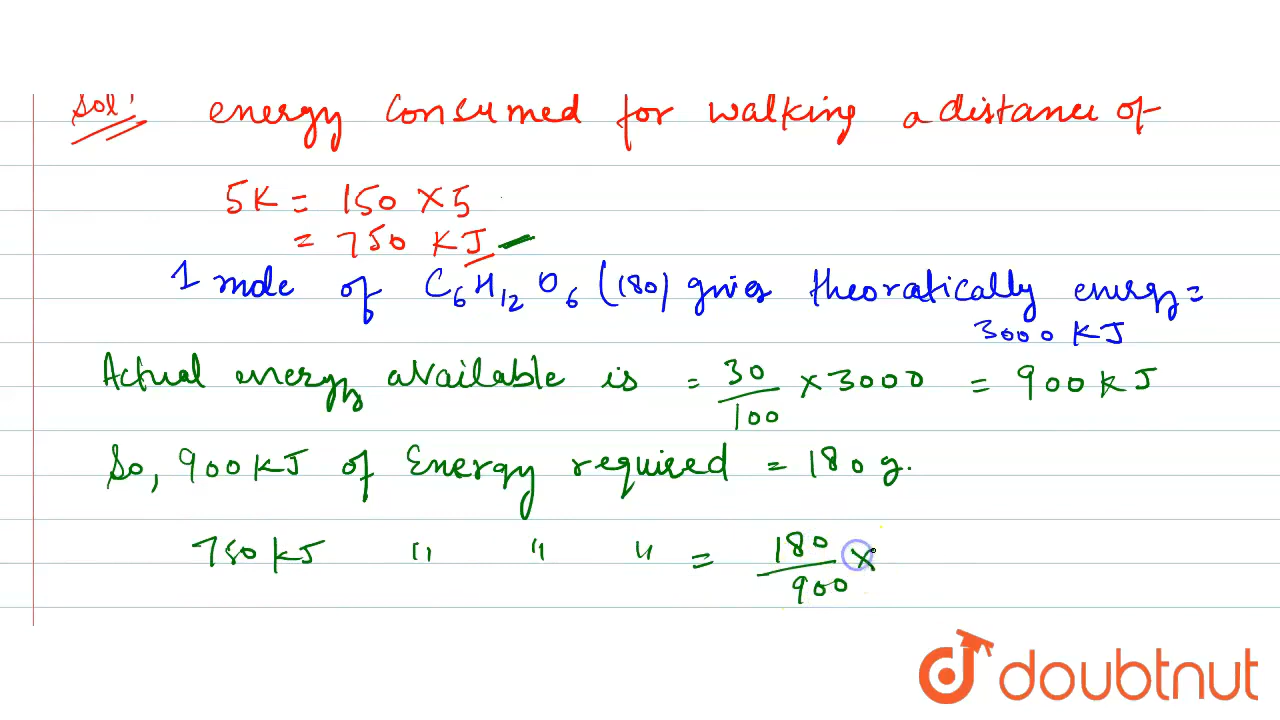 Sol: energy consumed for walking a distance of
5K = 150 × 5
= 750 KJ
1 mole of C6H12O6 (180) gives theoratically energy =
3000 KJ
Actual energy available is = 30/100 × 3000 = 900 KJ
So, 900 KJ of Energy required = 180 g.
750 KJ " " " = 180/900 ×
doubtnut